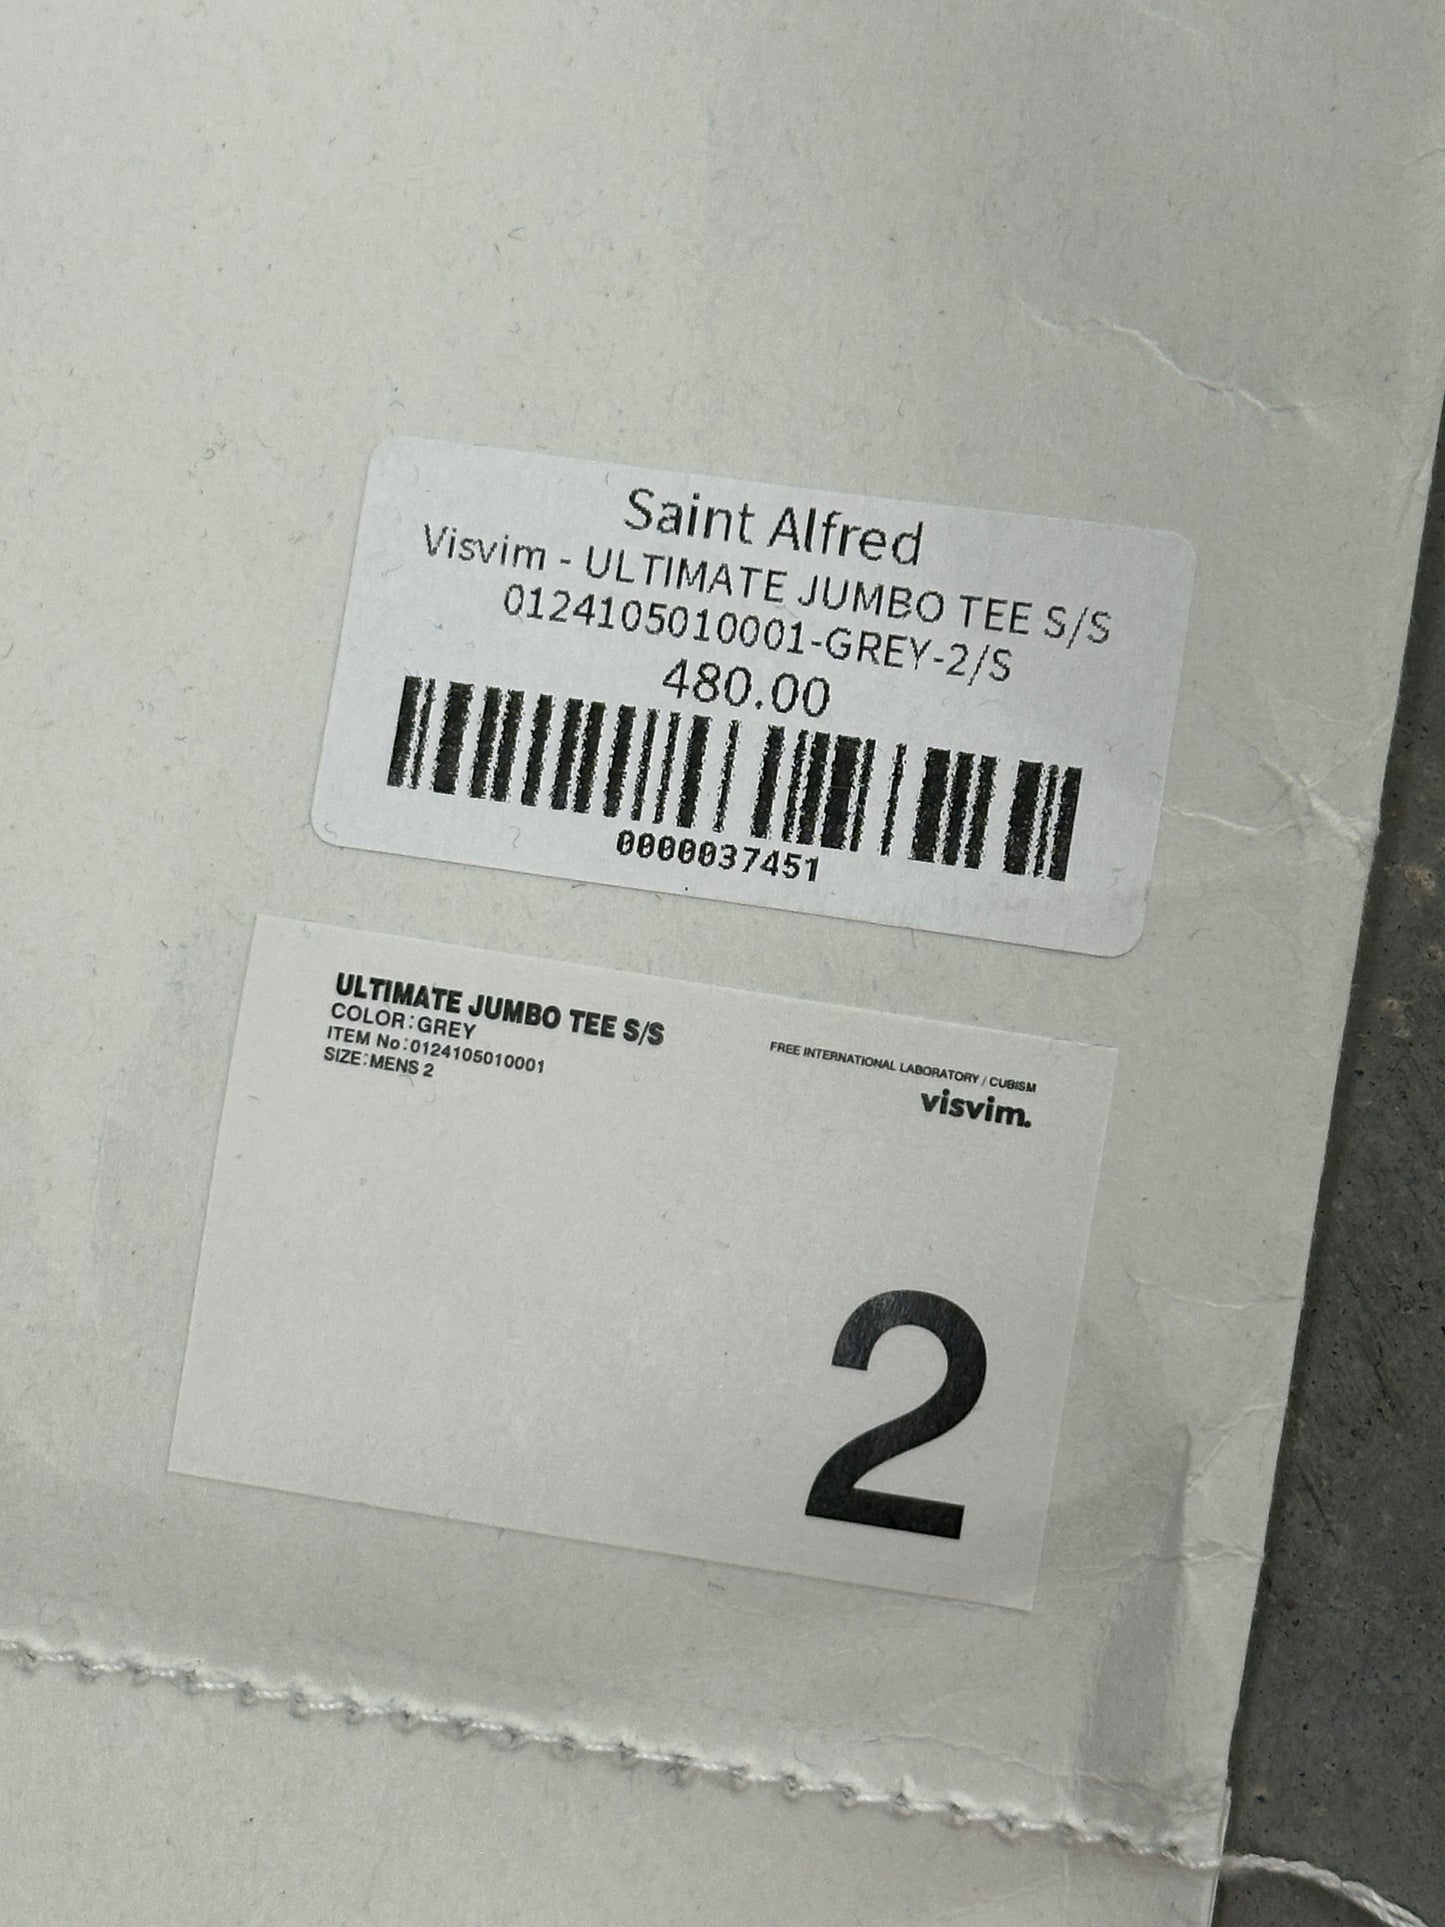 Saint Alfred
Visvim - ULTIMATE JUMBO TEE S/S
0124105010001-GREY-2/S
480.00
0000037451
ULTIMATE JUMBO TEE S/S
COLOR:GREY
ITEM No:0124105010001
SIZE:MENS 2
FREE INTERNATIONAL LABORATORY / CUBISM
visvim.
2